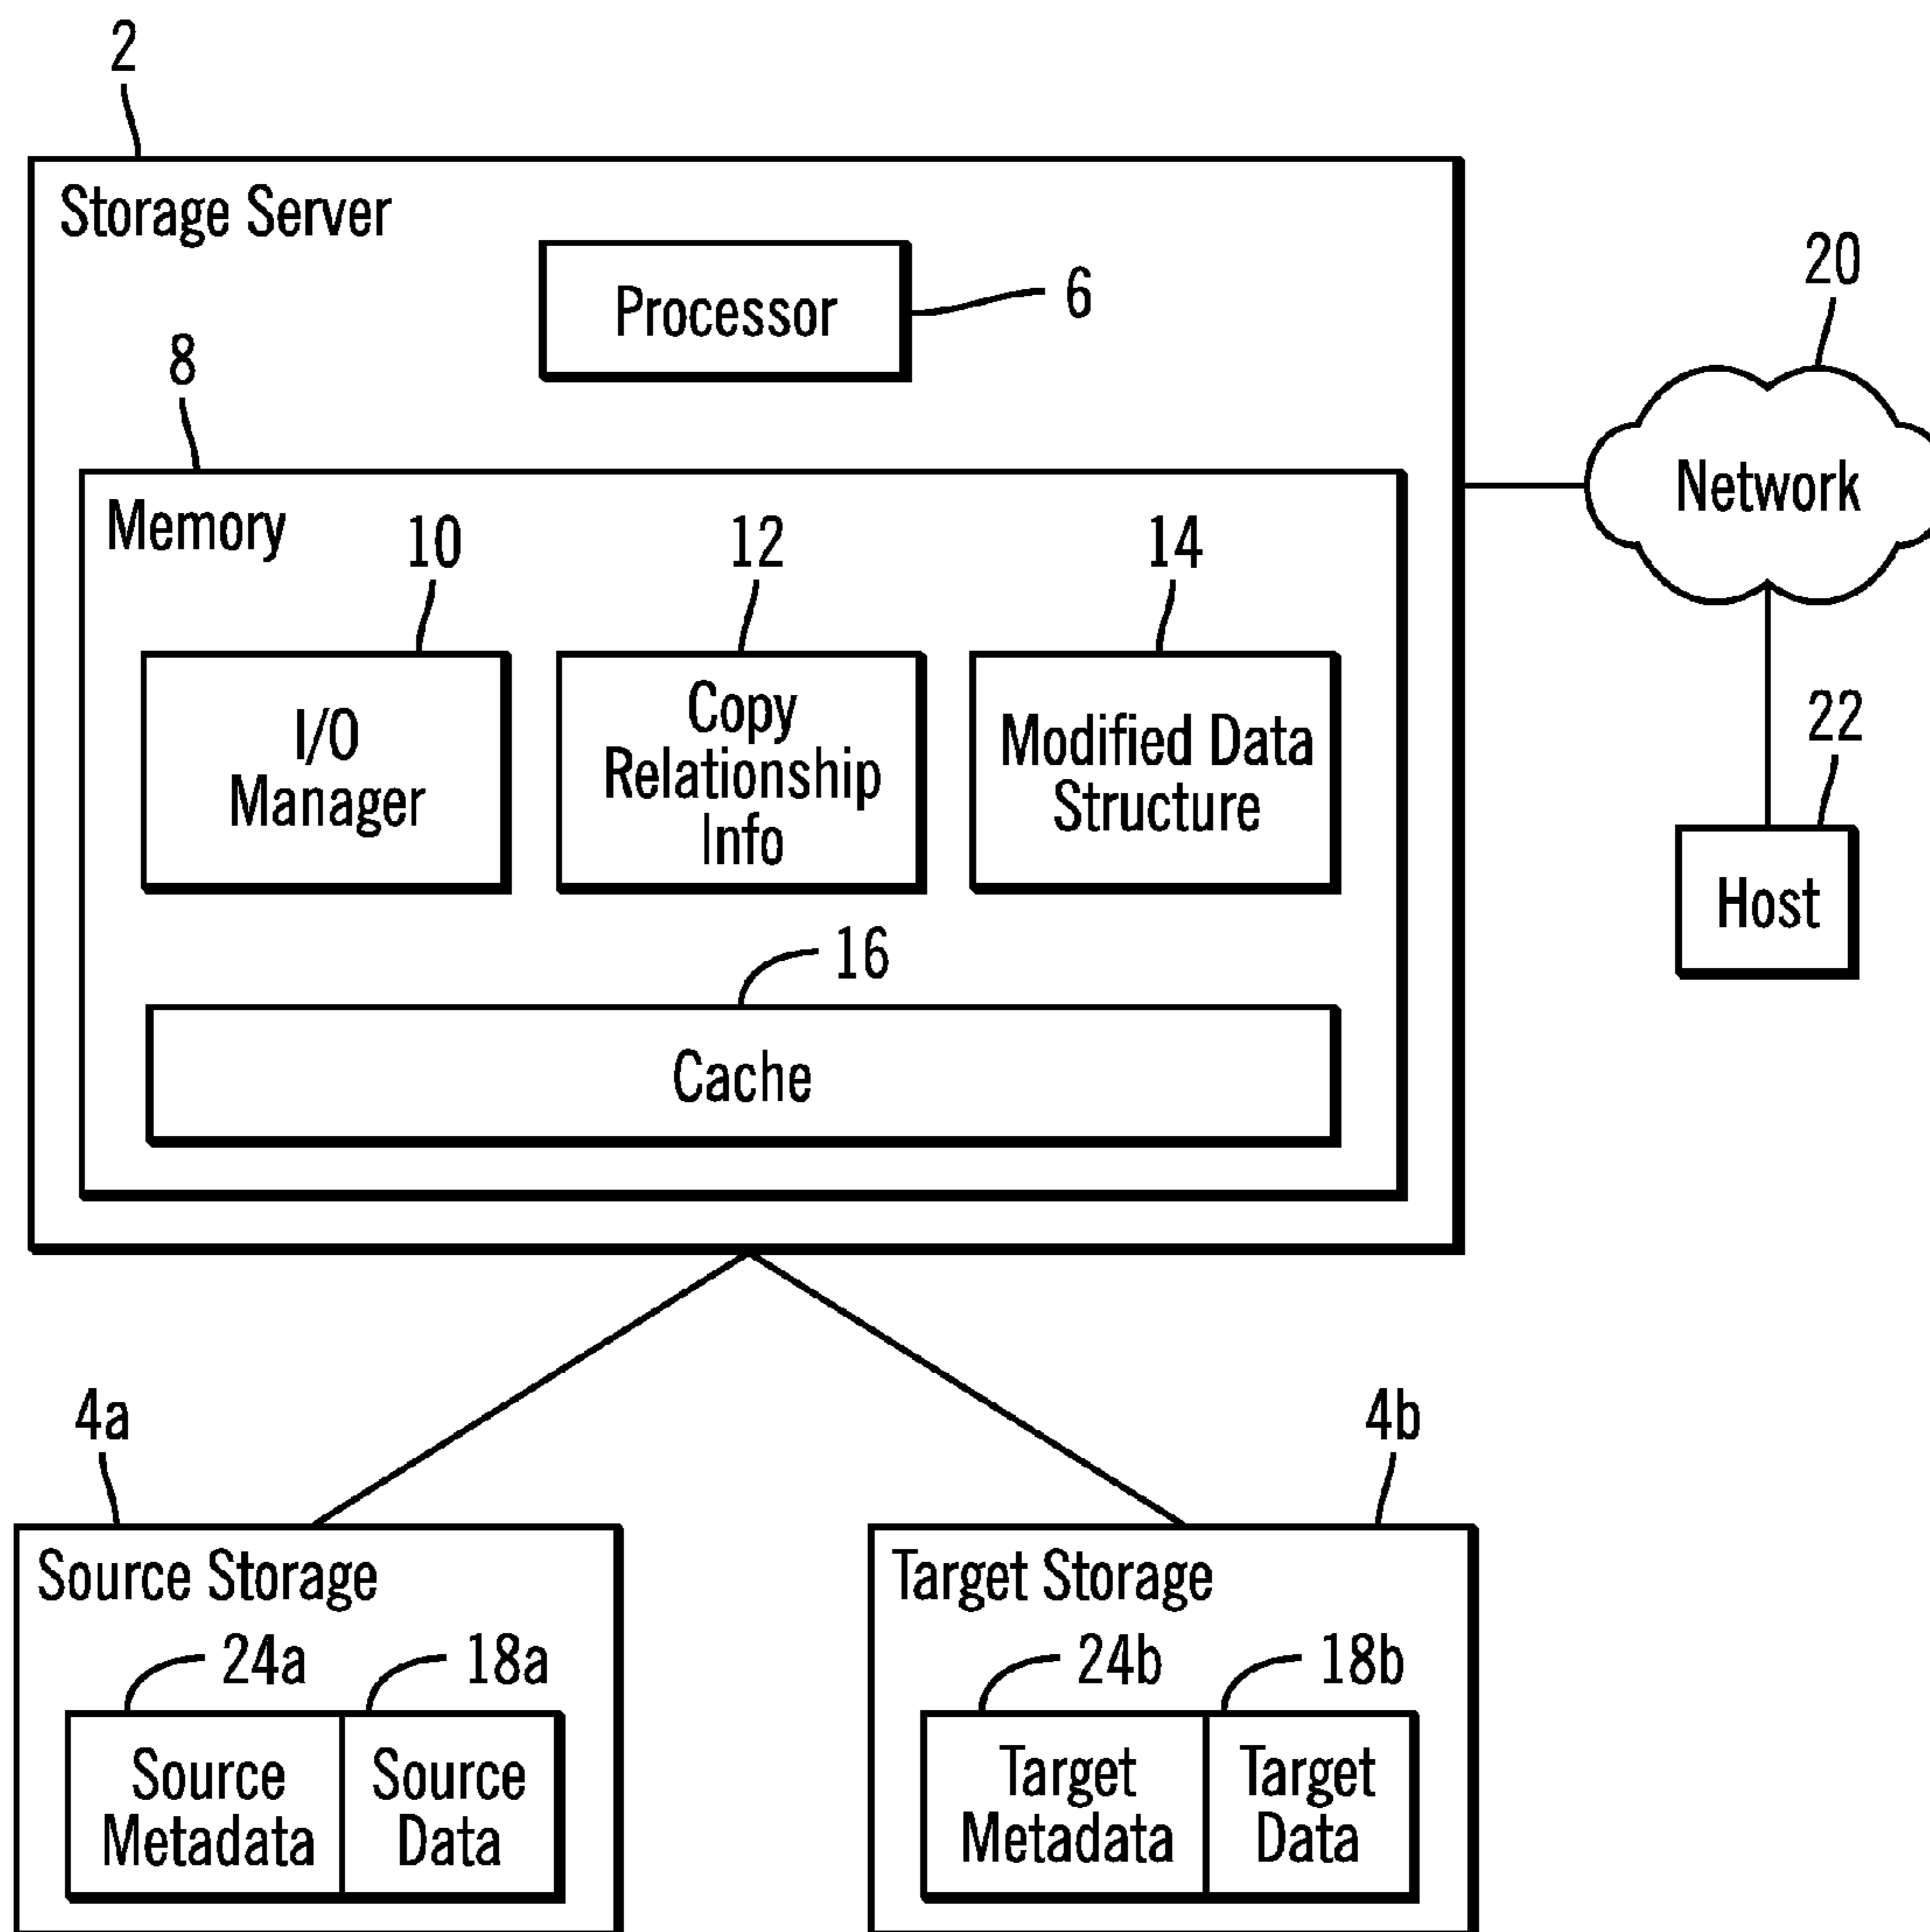 2
Storage Server
Processor
6
20
8
Network
Memory
10
12
14
I/O
Manager
Copy
Relationship
Info
Modified Data
Structure
22
Host
16
Cache
4a
4b
Source Storage
24a
18a
Source
Metadata
Source
Data
Target Storage
24b
18b
Target
Metadata
Target
Data